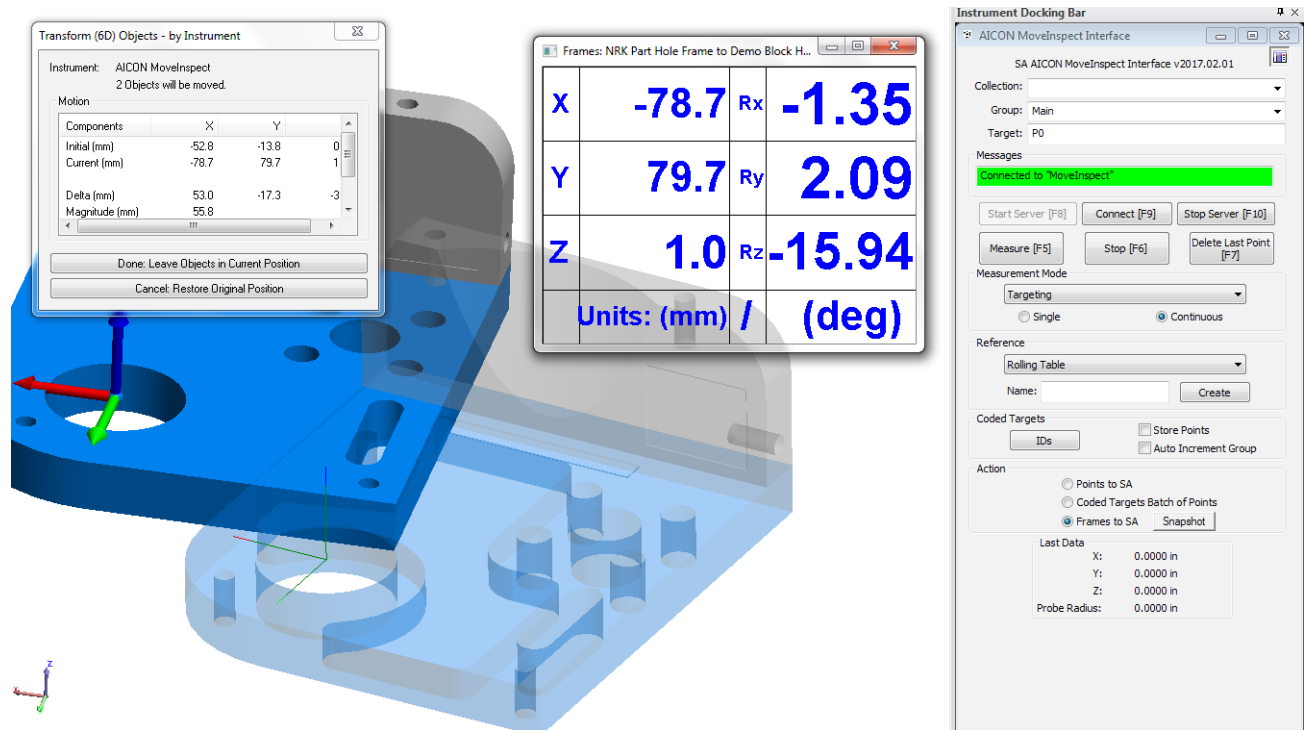 Transform (6D) Objects - by Instrument
Instrument: AICON MoveInspect
2 Objects will be moved.
Motion
Components X Y
Initial (mm) -52.8 -13.8 0
Current (mm) -78.7 79.7 1
Delta (mm) 53.0 -17.3 -3
Magnitude (mm) 55.8
Done: Leave Objects in Current Position
Cancel: Restore Original Position
Frames: NRK Part Hole Frame to Demo Block H...
X -78.7 Rx -1.35
Y 79.7 Ry 2.09
Z 1.0 Rz -15.94
Units: (mm) / (deg)
z
x
y
Instrument Docking Bar
AICON MoveInspect Interface
SA AICON MoveInspect Interface v2017.02.01
Collection:
Group: Main
Target: P0
Messages
Connected to "MoveInspect"
Start Server [F8] Connect [F9] Stop Server [F10]
Measure [F5] Stop [F6] Delete Last Point
[F7]
Measurement Mode
Targeting
Single Continuous
Reference
Rolling Table
Name: Create
Coded Targets
IDs Store Points
Auto Increment Group
Action
Points to SA
Coded Targets Batch of Points
Frames to SA Snapshot
Last Data
X: 0.0000 in
Y: 0.0000 in
Z: 0.0000 in
Probe Radius: 0.0000 in